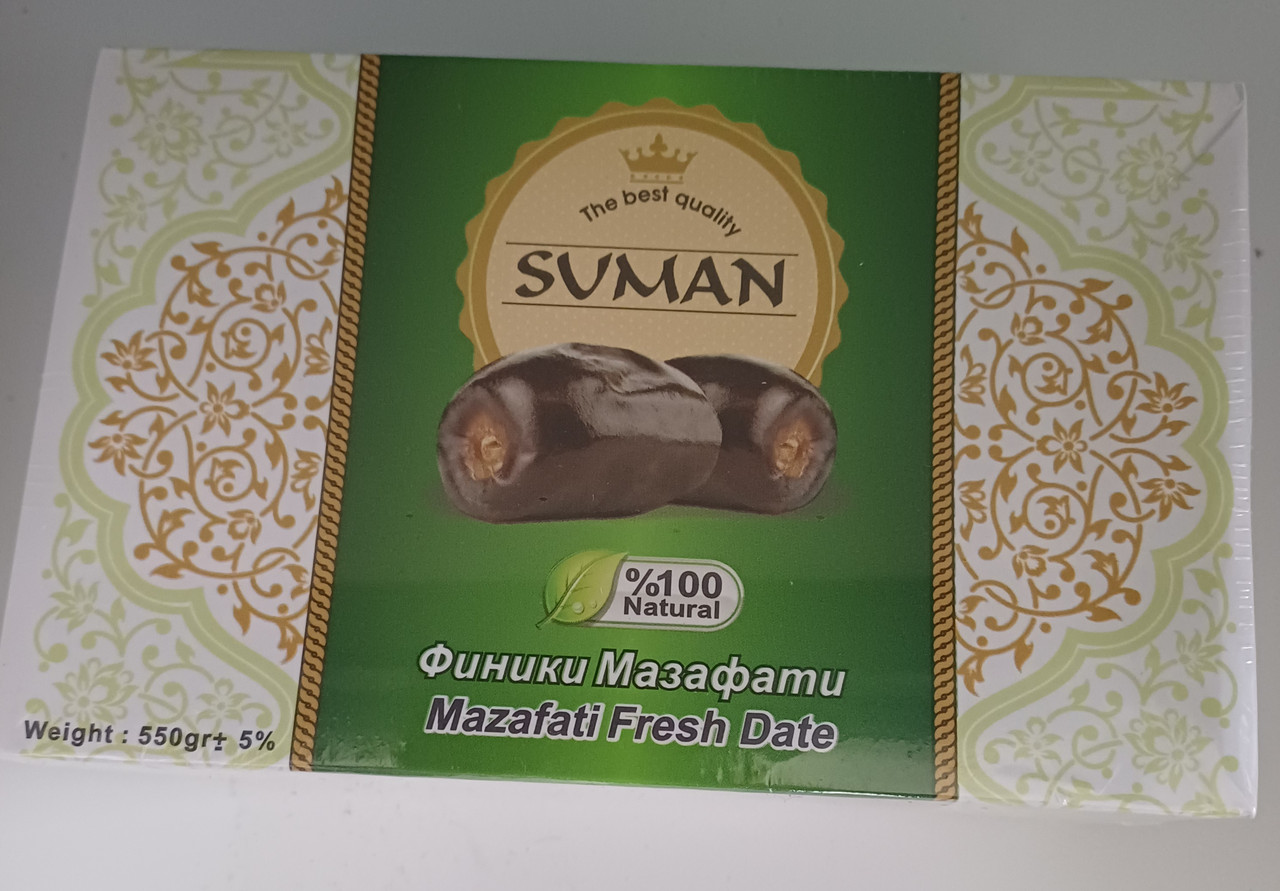 The best quality
SUMAN
%100
Natural
Финики Мазафати
Mazafati Fresh Date
Weight : 550gr± 5%